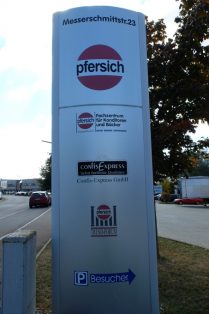 Messerschmittstr.23
pfersich
pfersich
Fachzentrum
für Konditoren
und Bäcker
ConfisExpress
Confis-Express GmbH
pfersich
P Besucher